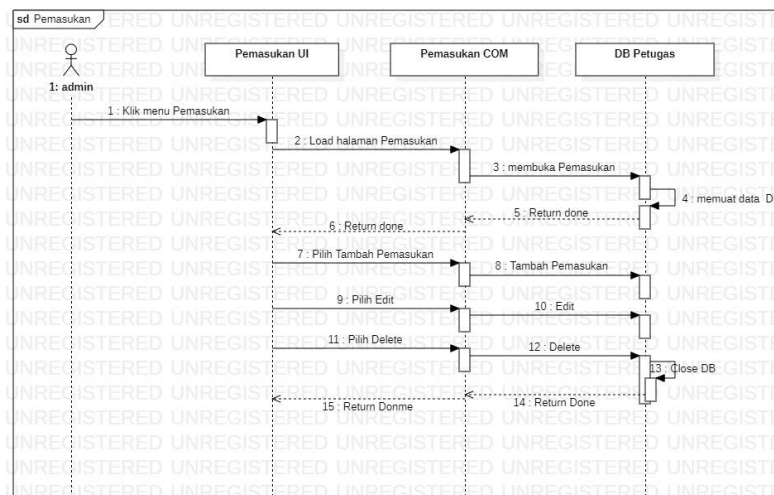 sd Pemasukan
Pemasukan UI
Pemasukan COM
DB Petugas
1: admin
1 : Klik menu Pemasukan
2 : Load halaman Pemasukan
3 : membuka Pemasukan
4 : memuat data D
5 : Return done
6 : Return done
7 : Pilih Tambah Pemasukan
8 : Tambah Pemasukan
9 : Pilih Edit
10 : Edit
11 : Pilih Delete
12 : Delete
13 : Close DB
14 : Return Done
15 : Return Donme
UNREGISTERED